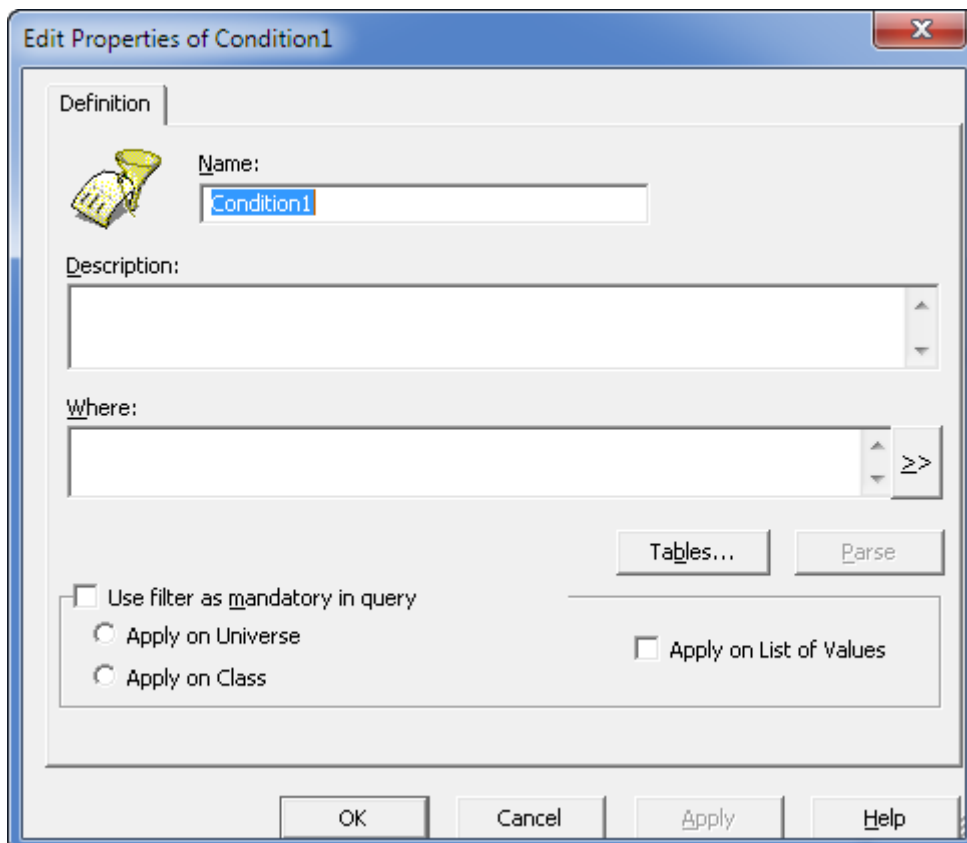 Edit Properties of Condition1
Definition
Name:
Condition1
Description:
Where:
>>
Tables...
Parse
Use filter as mandatory in query
Apply on Universe
Apply on List of Values
Apply on Class
OK
Cancel
Apply
Help